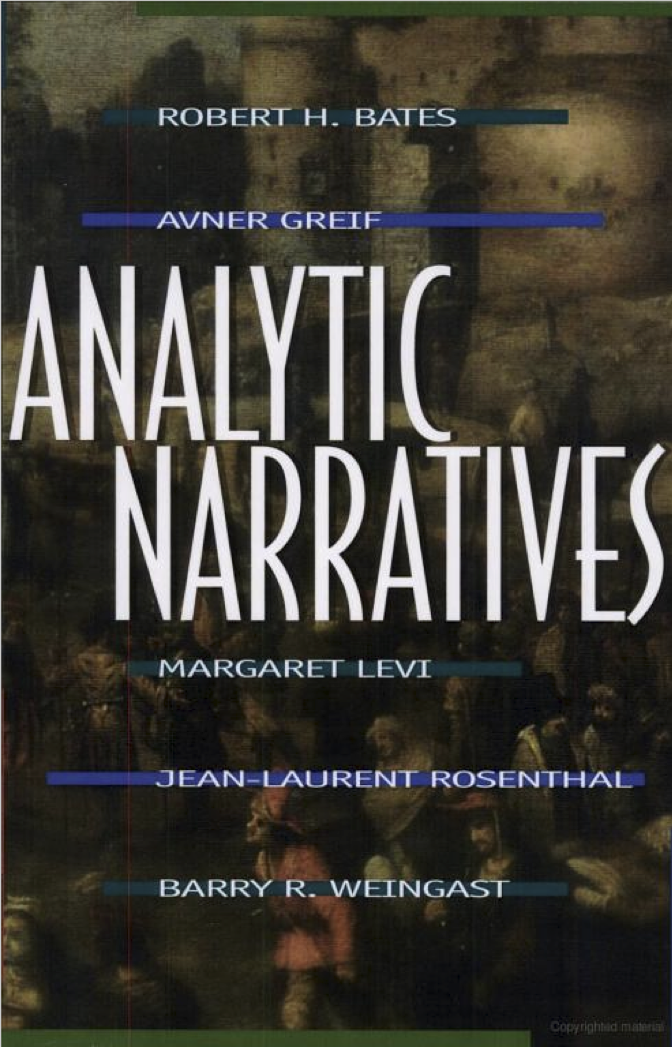 ROBERT H. BATES
AVNER GREIF
ANALYTIC
NARRATIVES
MARGARET LEVI
JEAN-LAURENT ROSENTHAL
BARRY R. WEINGAST
Copyrighted material